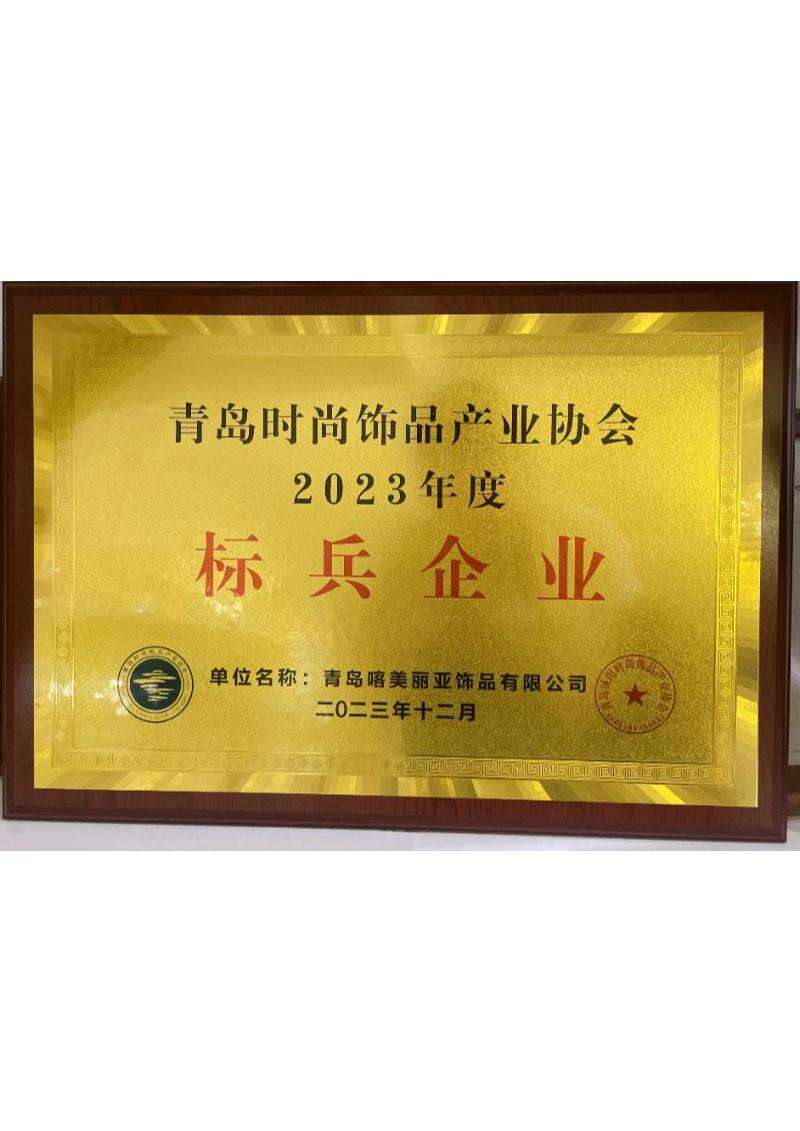 青岛时尚饰品产业协会
2023年度
标兵企业
单位名称：青岛喀美丽亚饰品有限公司
二〇二三年十二月